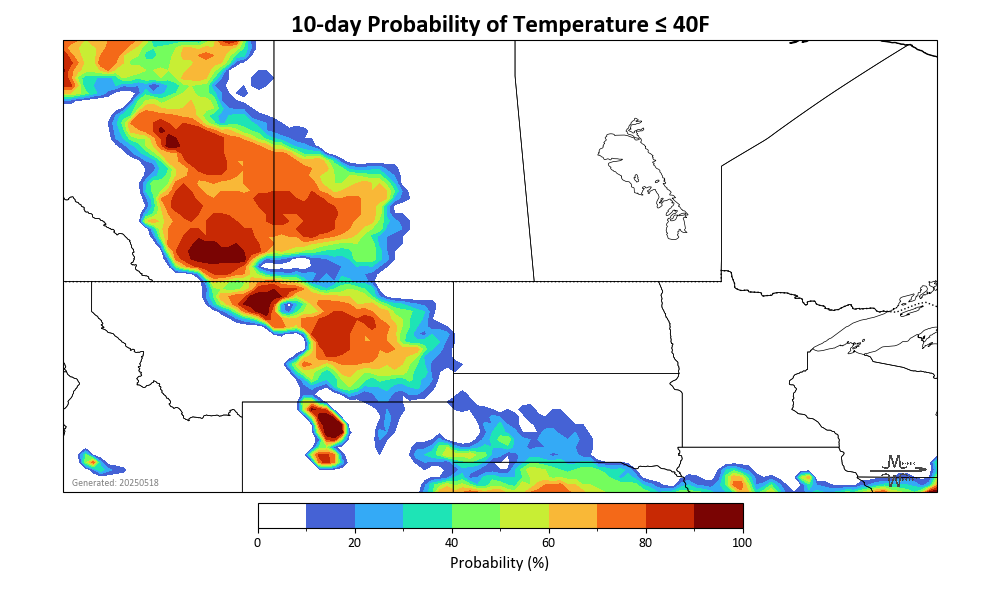 10-day Probability of Temperature ≤ 40F
Generated: 20250518
0 20 40 60 80 100
Probability (%)